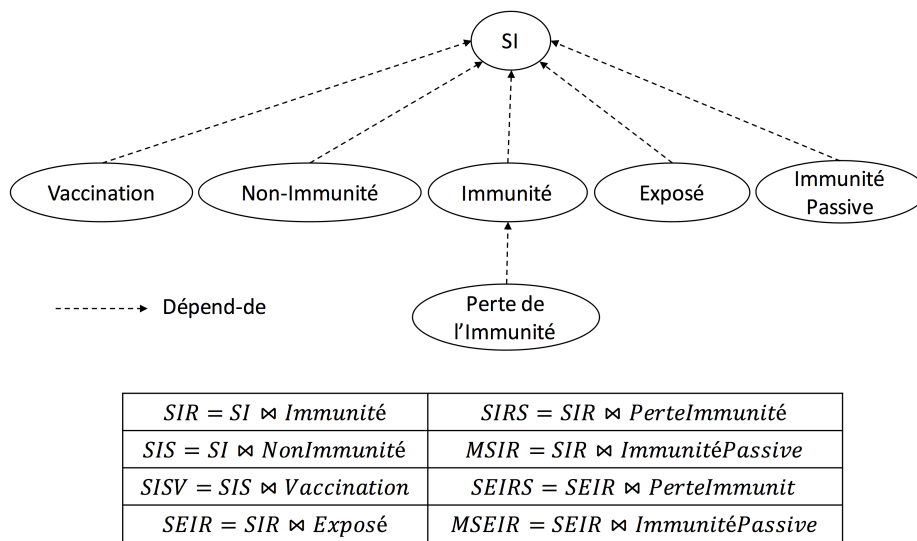 SI
Vaccination
Non-Immunité
Immunité
Exposé
Immunité
Passive
Dépend-de
Perte de
l’Immunité
SIR = SI ⋈ Immunité
SIRS = SIR ⋈ PerteImmunité
SIS = SI ⋈ NonImmunité
MSIR = SIR ⋈ ImmunitéPassive
SISV = SIS ⋈ Vaccination
SEIRS = SEIR ⋈ PerteImmunit
SEIR = SIR ⋈ Exposé
MSEIR = SEIR ⋈ ImmunitéPassive